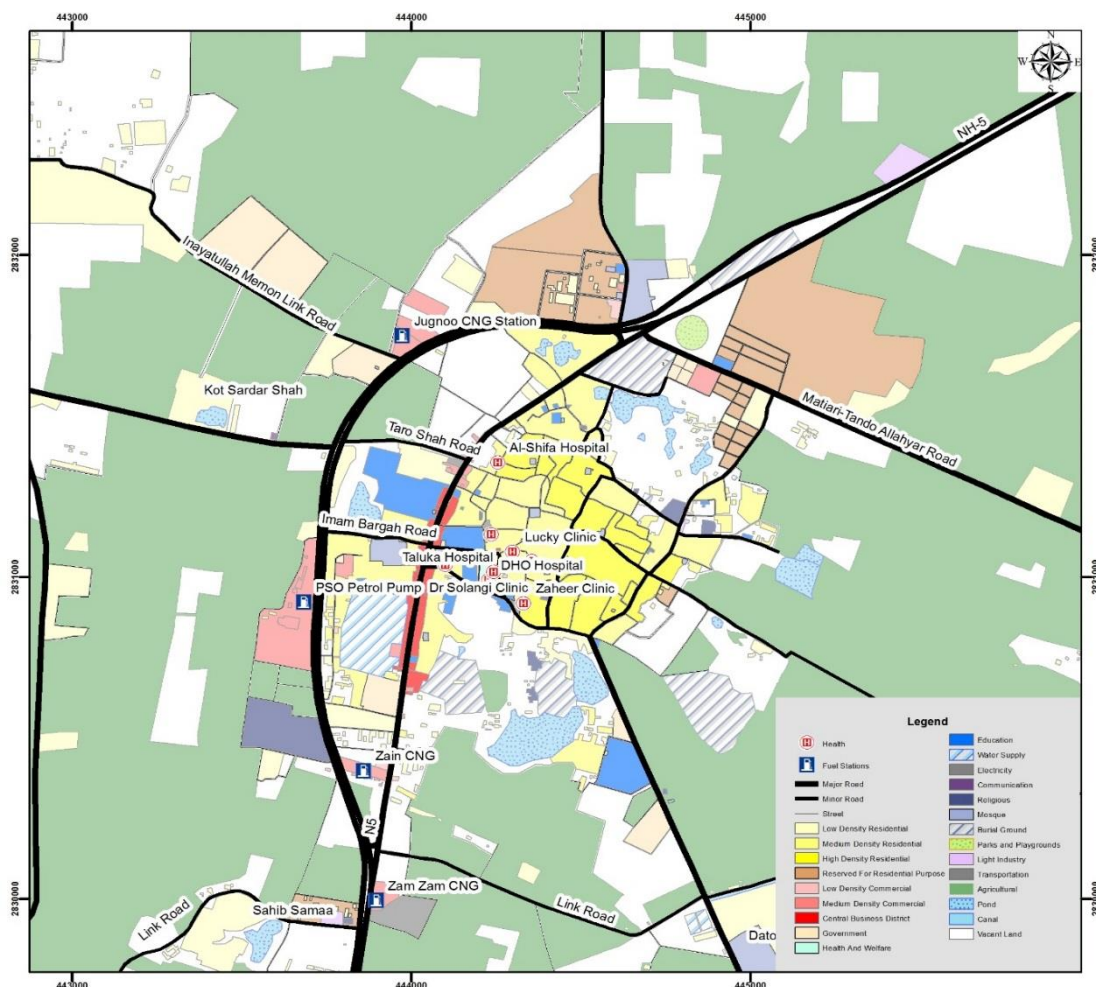 443000
444000
445000
N
W
E
S
NH-5
2832000
2832000
Inayatullah Memon Link Road
Jugnoo CNG Station
Kot Sardar Shah
Matiari-Tando Allahyar Road
Taro Shah Road
Al-Shifa Hospital
Imam Bargah Road
Lucky Clinic
Taluka Hospital
DHO Hospital
2831000
2831000
PSO Petrol Pump
Dr Solangi Clinic
Zaheer Clinic
Zain CNG
N5
Zam Zam CNG
Sahib Samaa
Link Road
Link Road
2830000
2830000
Legend
Health
Fuel Stations
Major Road
Minor Road
Street
Low Density Residential
Medium Density Residential
High Density Residential
Reserved For Residential Purpose
Low Density Commercial
Medium Density Commercial
Central Business District
Government
Health And Welfare
Education
Water Supply
Electricity
Communication
Religious
Mosque
Burial Ground
Parks and Playgrounds
Light Industry
Transportation
Agricultural
Pond
Canal
Vacant Land
443000
444000
445000